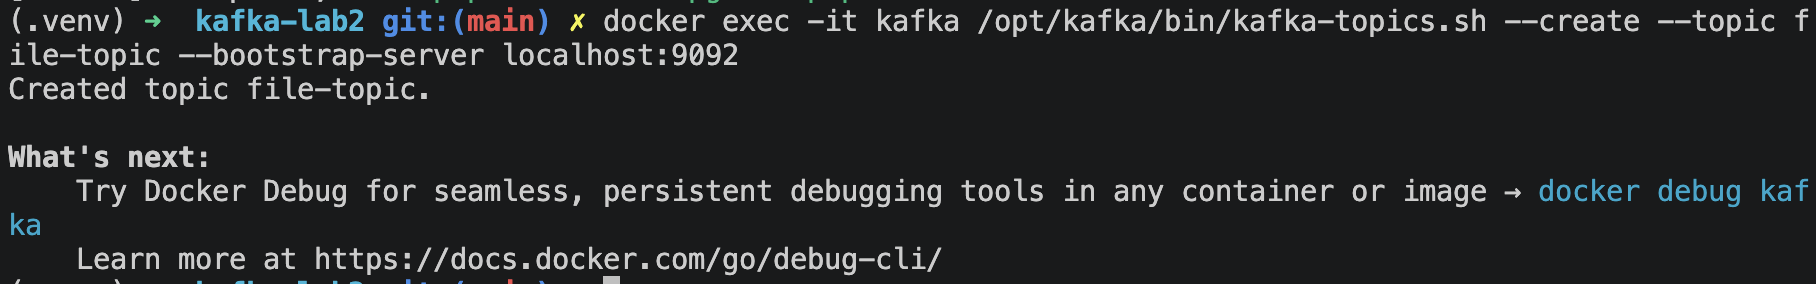 (.venv) ➜  kafka-lab2 git:(main) ✗ docker exec -it kafka /opt/kafka/bin/kafka-topics.sh --create --topic f
ile-topic --bootstrap-server localhost:9092
Created topic file-topic.
What's next:
Try Docker Debug for seamless, persistent debugging tools in any container or image → docker debug kaf
ka
Learn more at https://docs.docker.com/go/debug-cli/